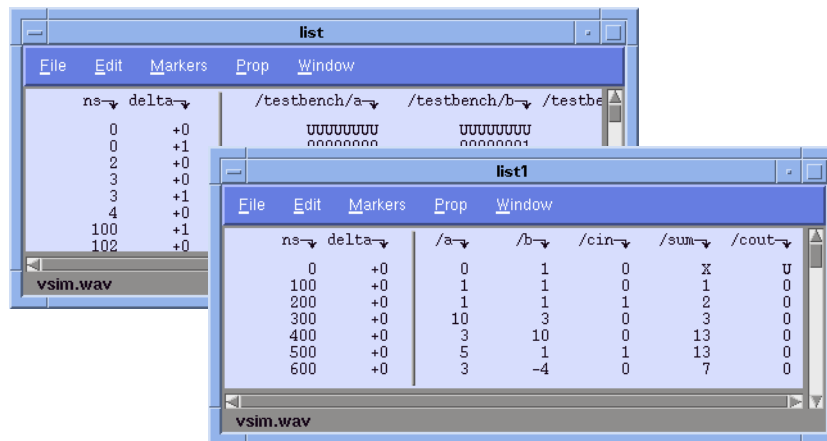 list
File Edit Markers Prop Window
ns delta /testbench/a /testbench/b /testbe
0 +0 UUUUUUUU UUUUUUUU
0 +1 00000000 00000001
2 +0
3 +0
3 +1
4 +0
100 +1
102 +0
vsim.wav
list1
File Edit Markers Prop Window
ns delta /a /b /cin /sum /cout
0 +0 0 1 0 X U
100 +0 1 1 0 1 0
200 +0 1 1 1 2 0
300 +0 10 3 0 3 0
400 +0 3 10 0 13 0
500 +0 5 1 1 13 0
600 +0 3 -4 0 7 0
vsim.wav